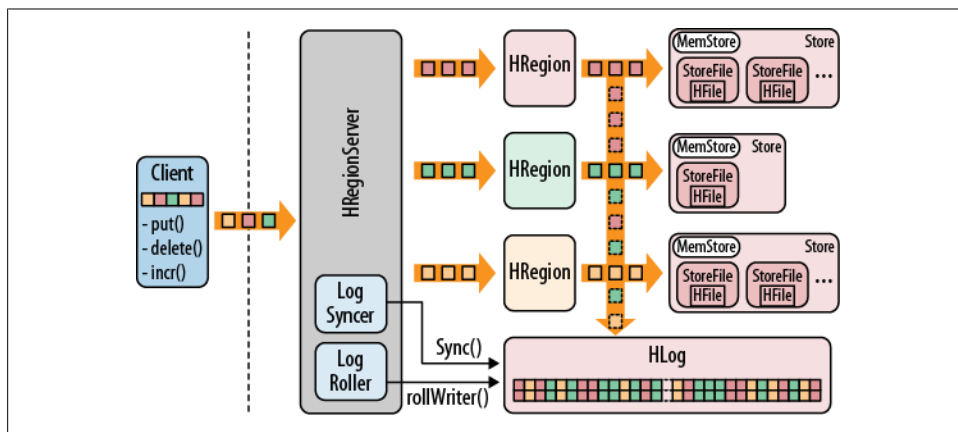 Client
- put()
- delete()
- incr()
HRegionServer
Log
Syncer
Log
Roller
HRegion
MemStore Store
StoreFile StoreFile ...
HFile HFile
HRegion
MemStore Store
StoreFile
HFile
HRegion
MemStore Store
StoreFile StoreFile ...
HFile HFile
Sync()
rollWriter()
HLog